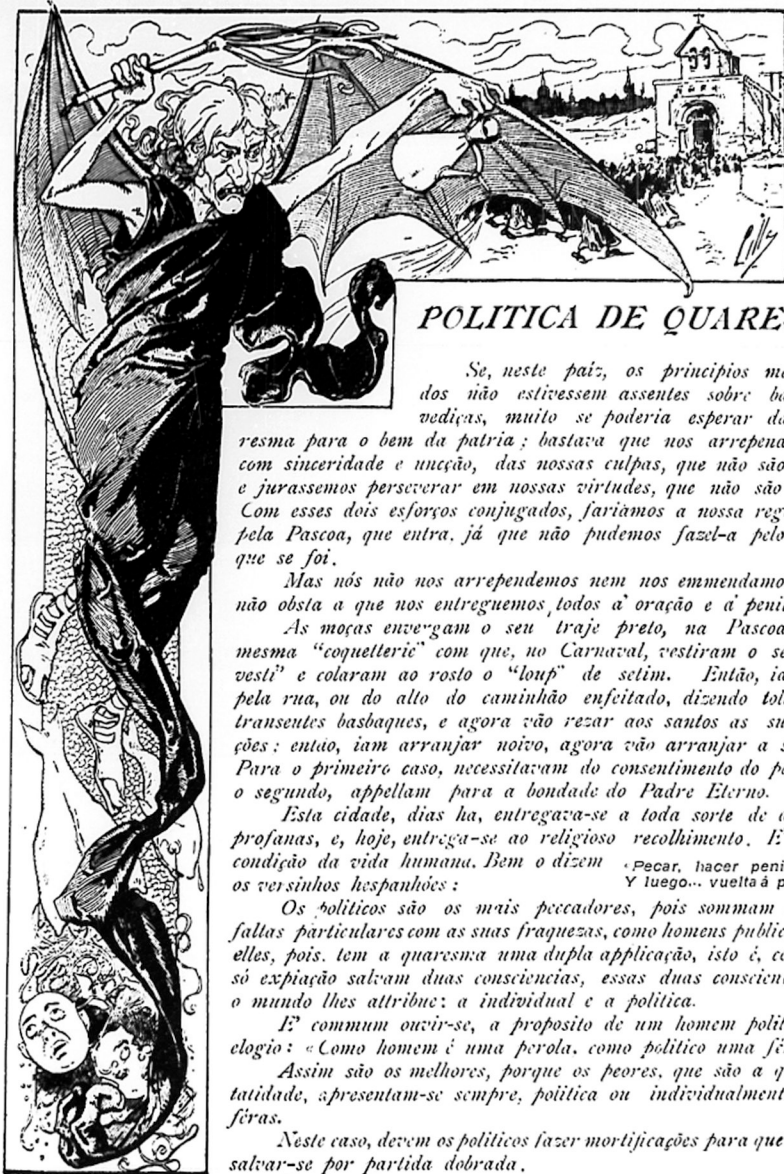 Cilly
POLITICA DE QUARE
Se, neste paíz, os principios
dos não estivessem assentes sobre
vediças, muito se poderia esperar
resma para o bem da patria ; bastava que nos
com sinceridade e uncção, das nossas culpas, que não são
e jurassemos perseverar em nossas virtudes, que não são
Com esses dois esforços conjugados, fariamos a nossa reg
pela Pascoa, que entra, já que não pudemos fazel-a pelo
que se foi.
Mas nós não nos arrependemos nem nos emmendamo
não obsta a que nos entreguemos todos á oração e á peni
As moças envergam o seu traje preto, na Pascoa
mesma "coquetterie" com que, no Carnaval, vestiram o se
vesti" e colaram ao rosto o "loup" de setim. Então,
pela rua, ou do alto do caminhão enfeitado, dizendo tol
transeutes basbaques, e agora vão rezar aos santos as su
ções : então, iam arranjar noivo, agora vão arranjar a
Para o primeiro caso, necessitavam do consentimento do
o segundo, appellam para a bondade do Padre Eterno.
Esta cidade, dias ha, entregava-se a toda sorte de
profanas, e, hoje, entrega-se ao religioso recolhimento. E
condição da vida humana. Bem o dizem
os versinhos hespanhóes :
«Pecar, hacer peni
Y luego... vuelta á p
Os politicos são os mais peccadores, pois sommam
faltas particulares com as suas fraquezas, como homens public
elles, pois, tem a quaresma uma dupla applicação, isto é,
só expiação salvam duas consciencias, essas duas conscien
o mundo lhes attribue: a individual e a politica.
E' commum ouvir-se, a proposito de um homem polit
elogio : «Como homem é uma perola, como politico uma
Assim são os melhores, porque os peores, que são a q
tatidade, apresentam-se sempre, politica ou individualment
féras.
Neste caso, devem os politicos fazer mortificações para que
salvar-se por partida dobrada.